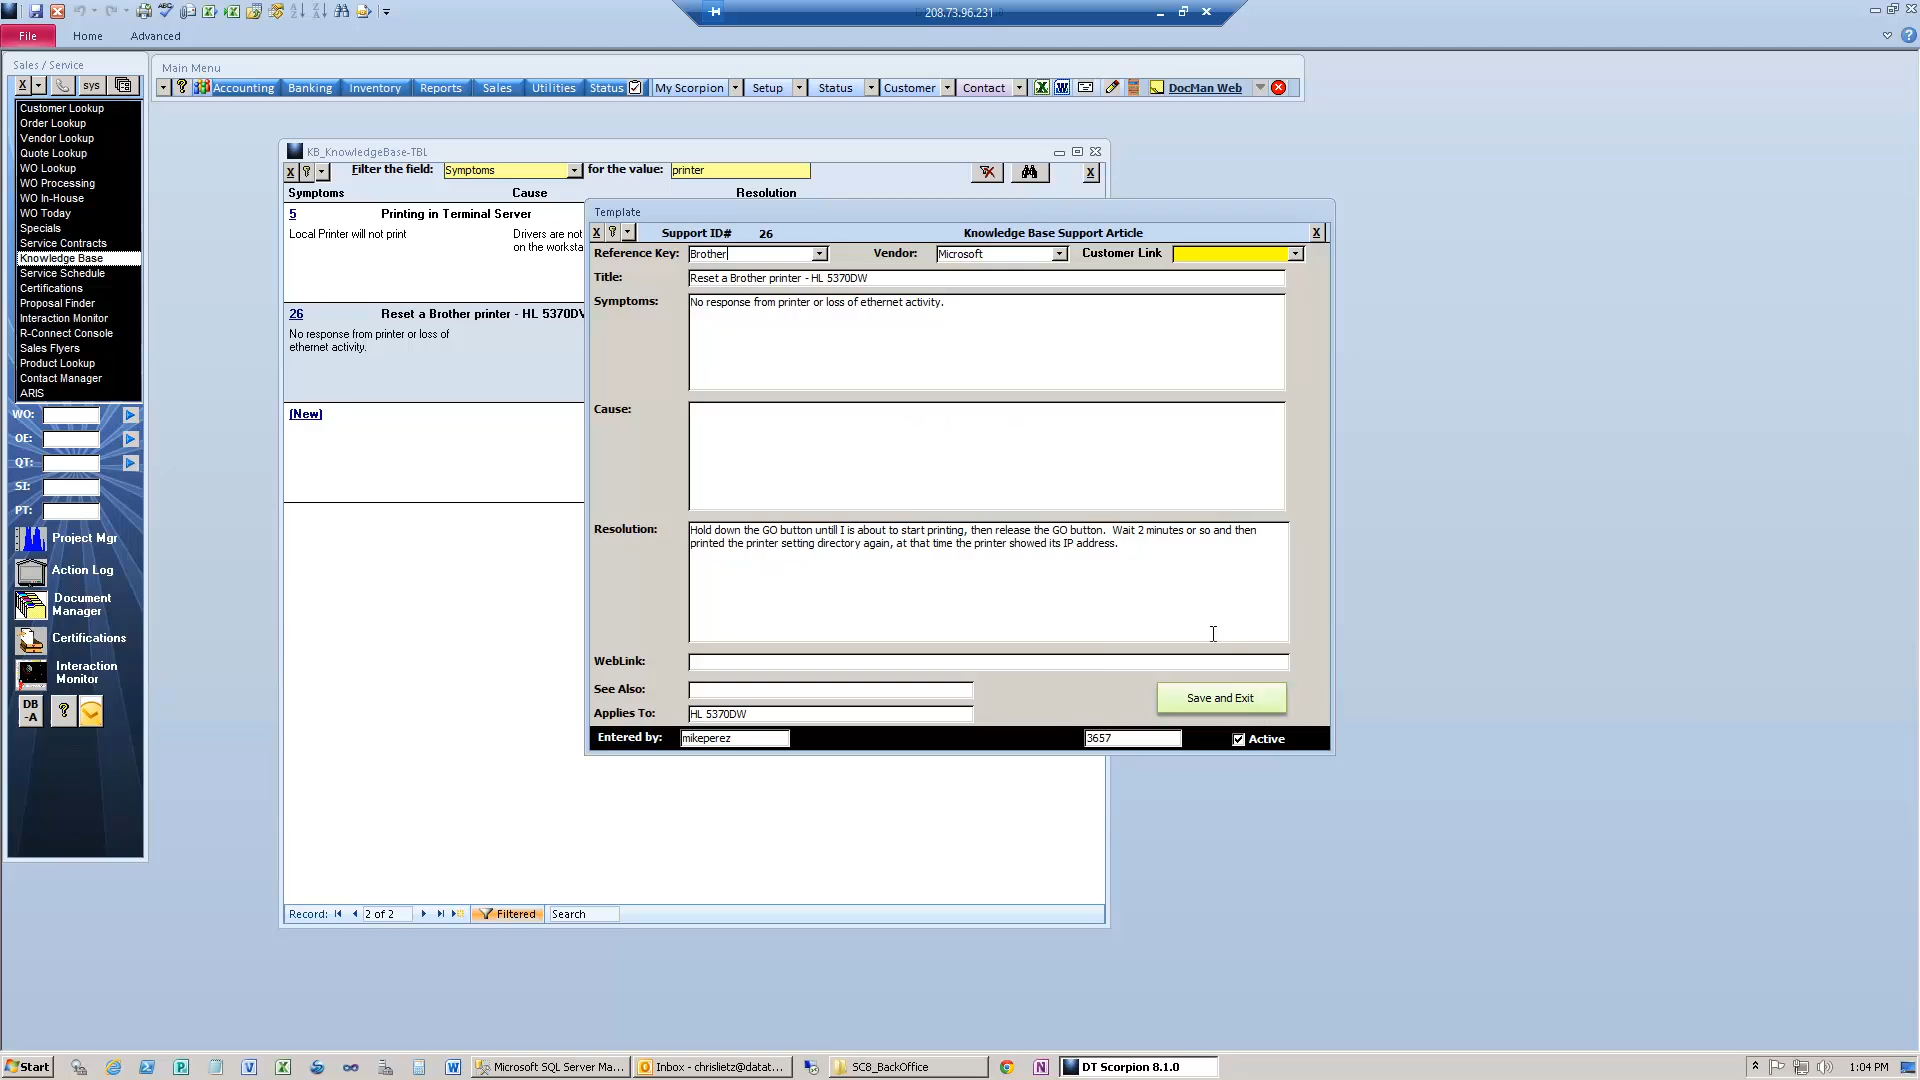 208.73.96.231
File Home Advanced
Sales / Service
Main Menu
X sys
Accounting Banking Inventory Reports Sales Utilities Status My Scorpion Setup Status Customer Contact DocMan Web
Customer Lookup
Order Lookup
Vendor Lookup
Quote Lookup
WO Lookup
WO Processing
WO In-House
WO Today
Specials
Service Contracts
Knowledge Base
Service Schedule
Certifications
Proposal Finder
Interaction Monitor
R-Connect Console
Sales Flyers
Product Lookup
Contact Manager
ARIS
WO:
OE:
QT:
SI:
PT:
Project Mgr
Action Log
Document
Manager
Certifications
Interaction
Monitor
DB
-A
?
KB_KnowledgeBase-TBL
X ? Filter the field: Symptoms for the value: printer X
Symptoms Cause Resolution
5 Printing in Terminal Server
Local Printer will not print Drivers are not
on the worksta
26 Reset a Brother printer - HL 5370DW
No response from printer or loss of
ethernet activity.
(New)
Record: 2 of 2 Filtered Search
Template
X ? Support ID# 26 Knowledge Base Support Article X
Reference Key: Brother Vendor: Microsoft Customer Link
Title: Reset a Brother printer - HL 5370DW
Symptoms: No response from printer or loss of ethernet activity.
Cause:
Resolution: Hold down the GO button untill I is about to start printing, then release the GO button. Wait 2 minutes or so and then
printed the printer setting directory again, at that time the printer showed its IP address.
WebLink:
See Also:
Save and Exit
Applies To: HL 5370DW
Entered by: mikeperez 3657 Active
Start Microsoft SQL Server Ma... Inbox - chrislietz@datat... SC8_BackOffice DT Scorpion 8.1.0 1:04 PM